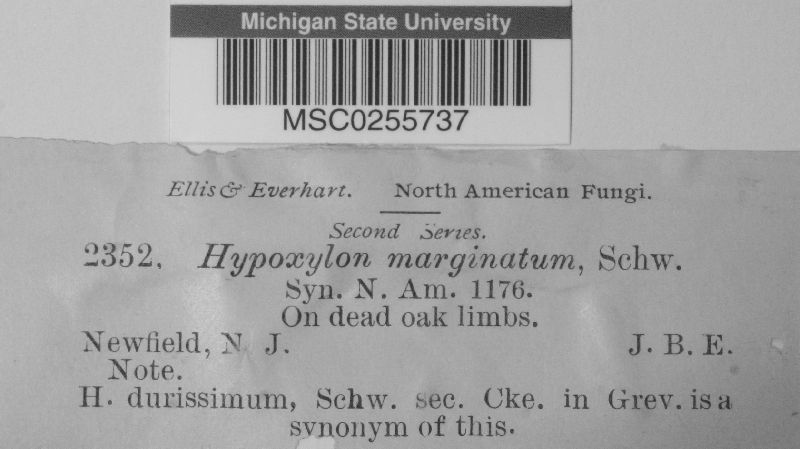 Michigan State University
MSC0255737
Ellis & Everhart. North American Fungi.
Second Series.
2352. Hypoxylon marginatum, Schw.
Syn. N. Am. 1176.
On dead oak limbs.
Newfield, N. J. J. B. E.
Note.
H. durissimum, Schw. sec. Cke. in Grev. is a
synonym of this.